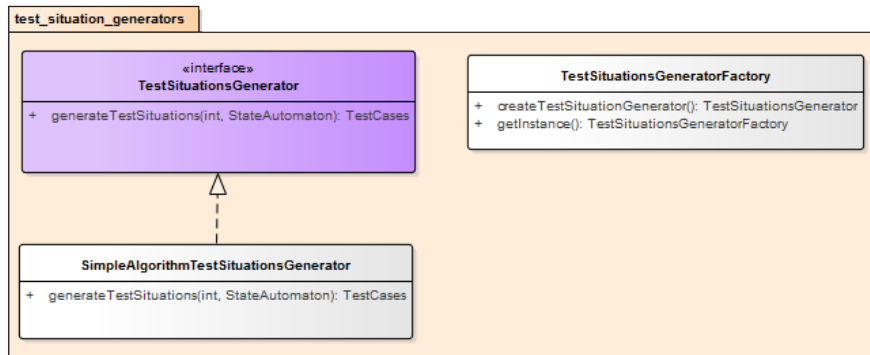 test_situation_generators
«interface»
TestSituationsGenerator
+ generateTestSituations(int, StateAutomaton): TestCases
TestSituationsGeneratorFactory
+ createTestSituationGenerator(): TestSituationsGenerator
+ getInstance(): TestSituationsGeneratorFactory
SimpleAlgorithmTestSituationsGenerator
+ generateTestSituations(int, StateAutomaton): TestCases